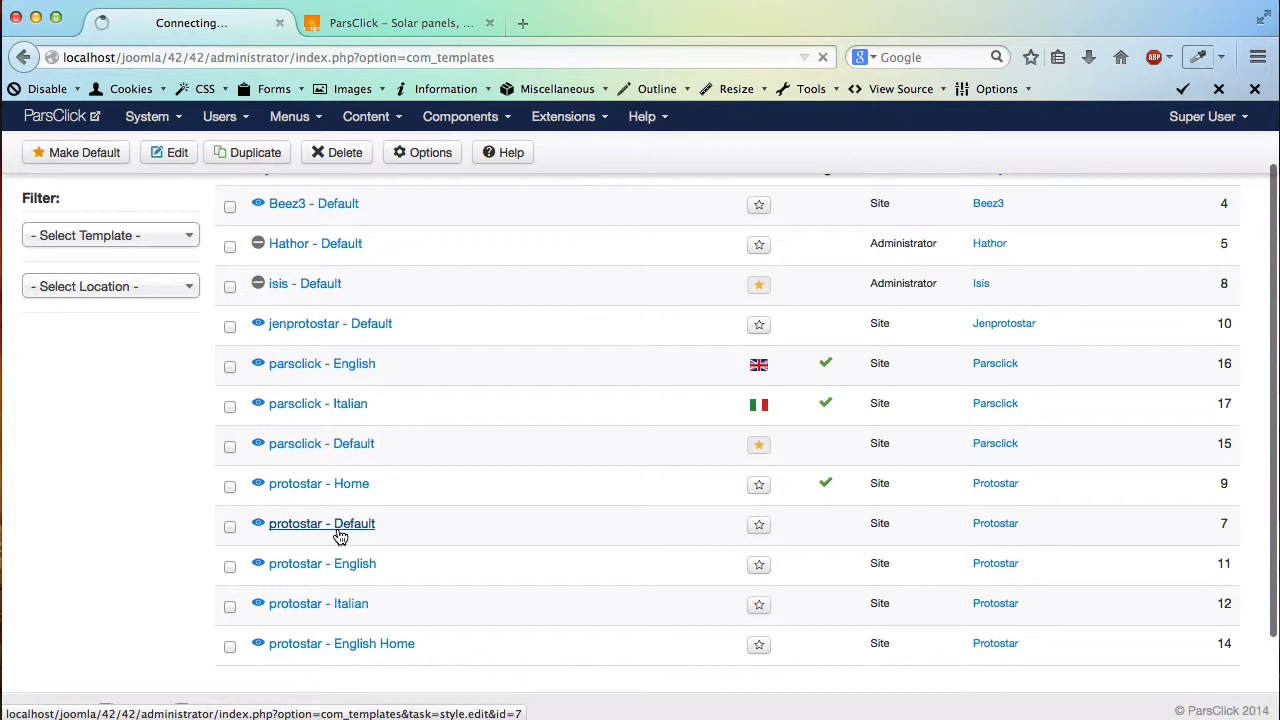 Connecting...
ParsClick – Solar panels, ...
localhost/joomla/42/42/administrator/index.php?option=com_templates
Google
ABP
Disable Cookies CSS Forms Images Information Miscellaneous Outline Resize Tools View Source Options
ParsClick System Users Menus Content Components Extensions Help Super User
Make Default Edit Duplicate Delete Options Help
Filter:
- Select Template -
- Select Location -
Beez3 - Default Site Beez3 4
Hathor - Default Administrator Hathor 5
isis - Default Administrator Isis 8
jenprotostar - Default Site Jenprotostar 10
parsclick - English Site Parsclick 16
parsclick - Italian Site Parsclick 17
parsclick - Default Site Parsclick 15
protostar - Home Site Protostar 9
protostar - Default Site Protostar 7
protostar - English Site Protostar 11
protostar - Italian Site Protostar 12
protostar - English Home Site Protostar 14
localhost/joomla/42/42/administrator/index.php?option=com_templates&task=style.edit&id=7
© ParsClick 2014